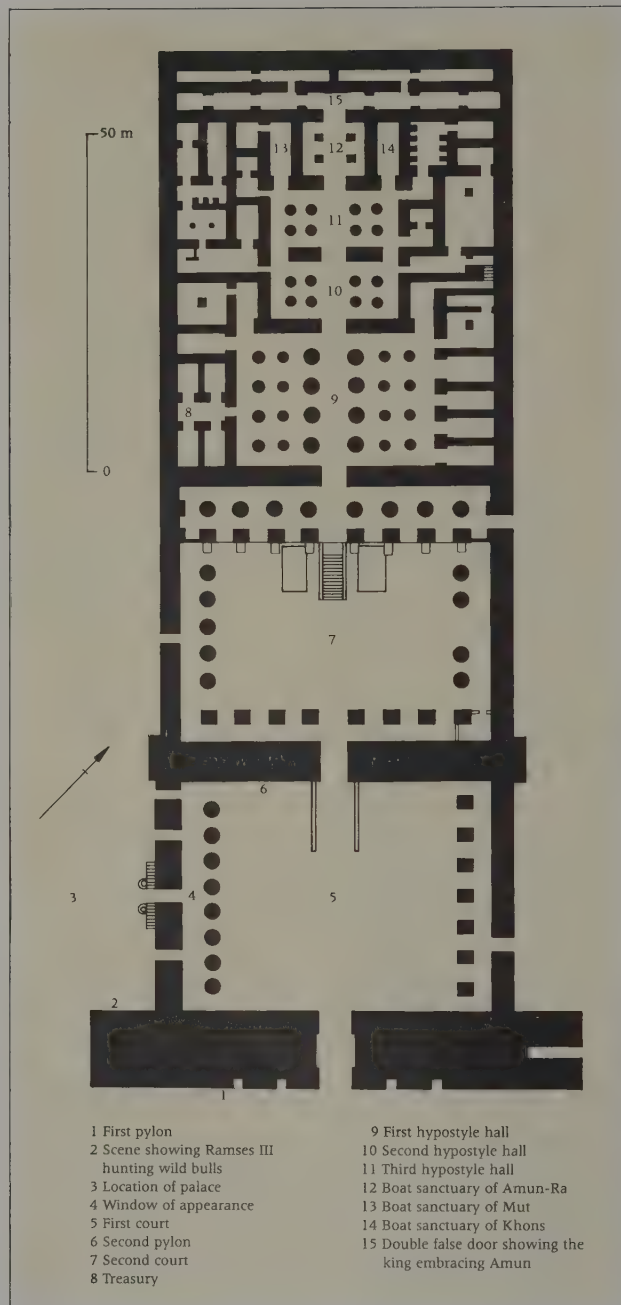 15
50 m
13
12
14
11
10
9
8
0
7
6
3
4
5
2
1
1 First pylon
2 Scene showing Ramses III
hunting wild bulls
3 Location of palace
4 Window of appearance
5 First court
6 Second pylon
7 Second court
8 Treasury
9 First hypostyle hall
10 Second hypostyle hall
11 Third hypostyle hall
12 Boat sanctuary of Amun-Ra
13 Boat sanctuary of Mut
14 Boat sanctuary of Khons
15 Double false door showing the
king embracing Amun